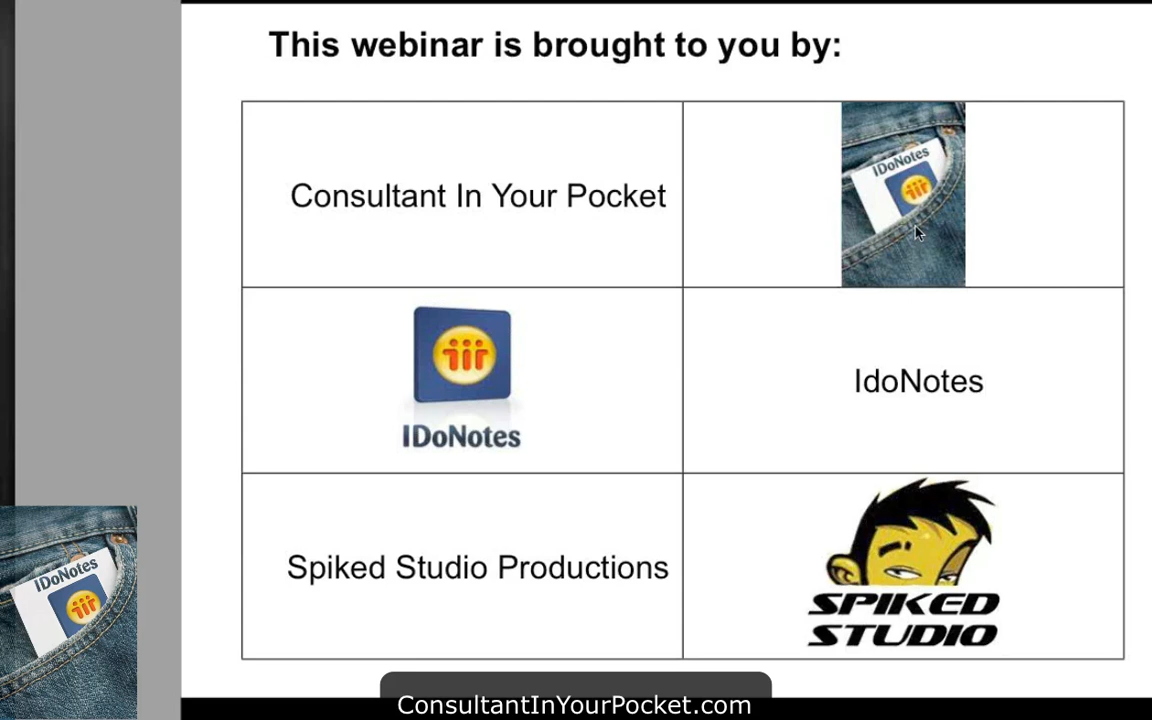 This webinar is brought to you by:
Consultant In Your Pocket
IDoNotes
IDoNotes
IdoNotes
Spiked Studio Productions
SPIKED
STUDIO
IDoNotes
ConsultantInYourPocket.com